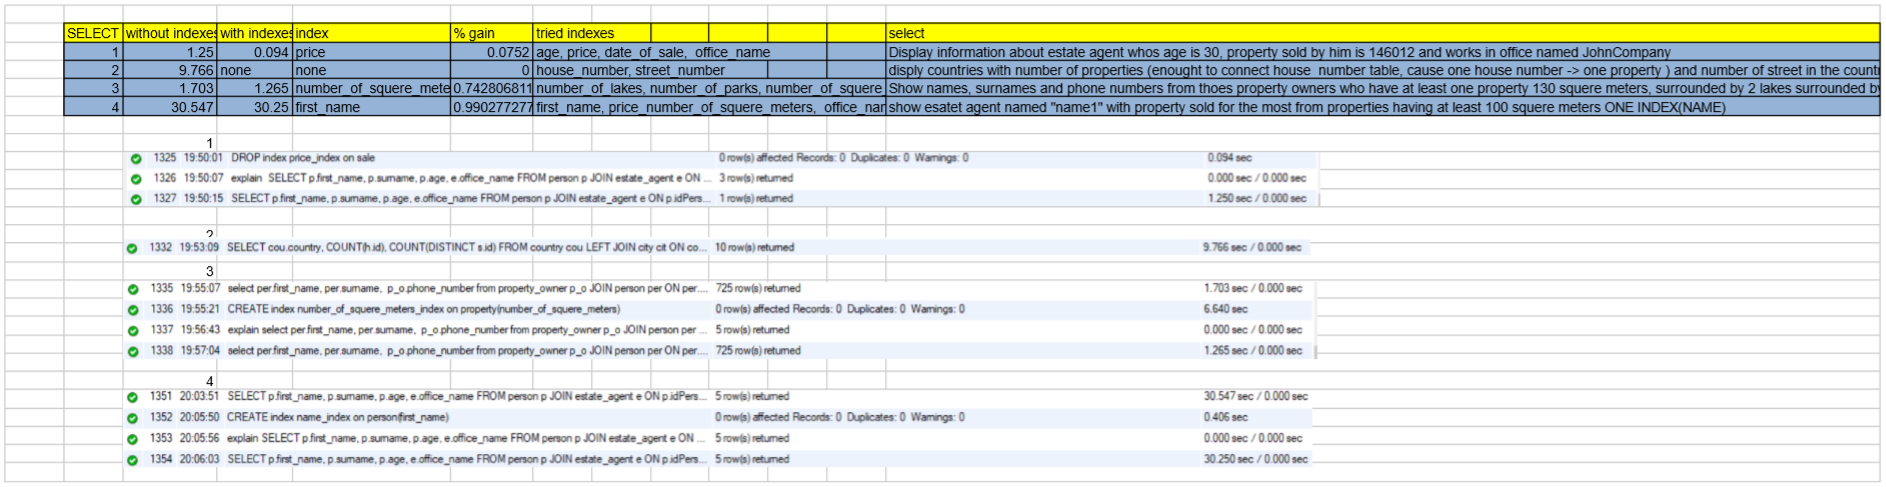 SELECT without indexes with indexes index % gain tried indexes select
1 1.25 0.094 price 0.0752 age, price, date_of_sale, office_name Display information about estate agent whos age is 30, property sold by him is 146012 and works in office named JohnCompany
2 9.766 none none 0 house_number, street_number disply countries with number of properties (enought to connect house_number table, cause one house number -> one property ) and number of street in the countr
3 1.703 1.265 number_of_squere_mete 0.742806811 number_of_lakes, number_of_parks, number_of_squere_ Show names, surnames and phone numbers from thoes property owners who have at least one property 130 squere meters, surrounded by 2 lakes surrounded by
4 30.547 30.25 first_name 0.990277277 first_name, price_number_of_squere_meters, office_nar show esatet agent named "name1" with property sold for the most from properties having at least 100 squere meters ONE INDEX(NAME)
1
1325 19:50:01 DROP index price_index on sale 0 row(s) affected Records: 0 Duplicates: 0 Warnings: 0 0.094 sec
1326 19:50:07 explain SELECT p.first_name, p.surname, p.age, e.office_name FROM person p JOIN estate_agent e ON ... 3 row(s) returned 0.000 sec / 0.000 sec
1327 19:50:15 SELECT p.first_name, p.surname, p.age, e.office_name FROM person p JOIN estate_agent e ON p.idPers... 1 row(s) returned 1.250 sec / 0.000 sec
2
1332 19:53:09 SELECT cou.country, COUNT(h.id), COUNT(DISTINCT s.id) FROM country cou LEFT JOIN city cit ON co... 10 row(s) returned 9.766 sec / 0.000 sec
3
1335 19:55:07 select per.first_name, per.surname, p_o.phone_number from property_owner p_o JOIN person per ON per.... 725 row(s) returned 1.703 sec / 0.000 sec
1336 19:55:21 CREATE index number_of_squere_meters_index on property(number_of_squere_meters) 0 row(s) affected Records: 0 Duplicates: 0 Warnings: 0 6.640 sec
1337 19:56:43 explain select per.first_name, per.surname, p_o.phone_number from property_owner p_o JOIN person per ... 5 row(s) returned 0.000 sec / 0.000 sec
1338 19:57:04 select per.first_name, per.surname, p_o.phone_number from property_owner p_o JOIN person per ON per.... 725 row(s) returned 1.265 sec / 0.000 sec
4
1351 20:03:51 SELECT p.first_name, p.surname, p.age, e.office_name FROM person p JOIN estate_agent e ON p.idPers... 5 row(s) returned 30.547 sec / 0.000 sec
1352 20:05:50 CREATE index name_index on person(first_name) 0 row(s) affected Records: 0 Duplicates: 0 Warnings: 0 0.406 sec
1353 20:05:56 explain SELECT p.first_name, p.surname, p.age, e.office_name FROM person p JOIN estate_agent e ON ... 5 row(s) returned 0.000 sec / 0.000 sec
1354 20:06:03 SELECT p.first_name, p.surname, p.age, e.office_name FROM person p JOIN estate_agent e ON p.idPers... 5 row(s) returned 30.250 sec / 0.000 sec